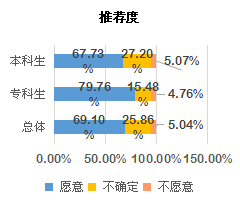 推荐度
本科生 67.73% 27.20% 5.07%
专科生 79.76% 15.48% 4.76%
总体 69.10% 25.86% 5.04%
0.00% 50.00% 100.00% 150.00%
愿意 不确定 不愿意